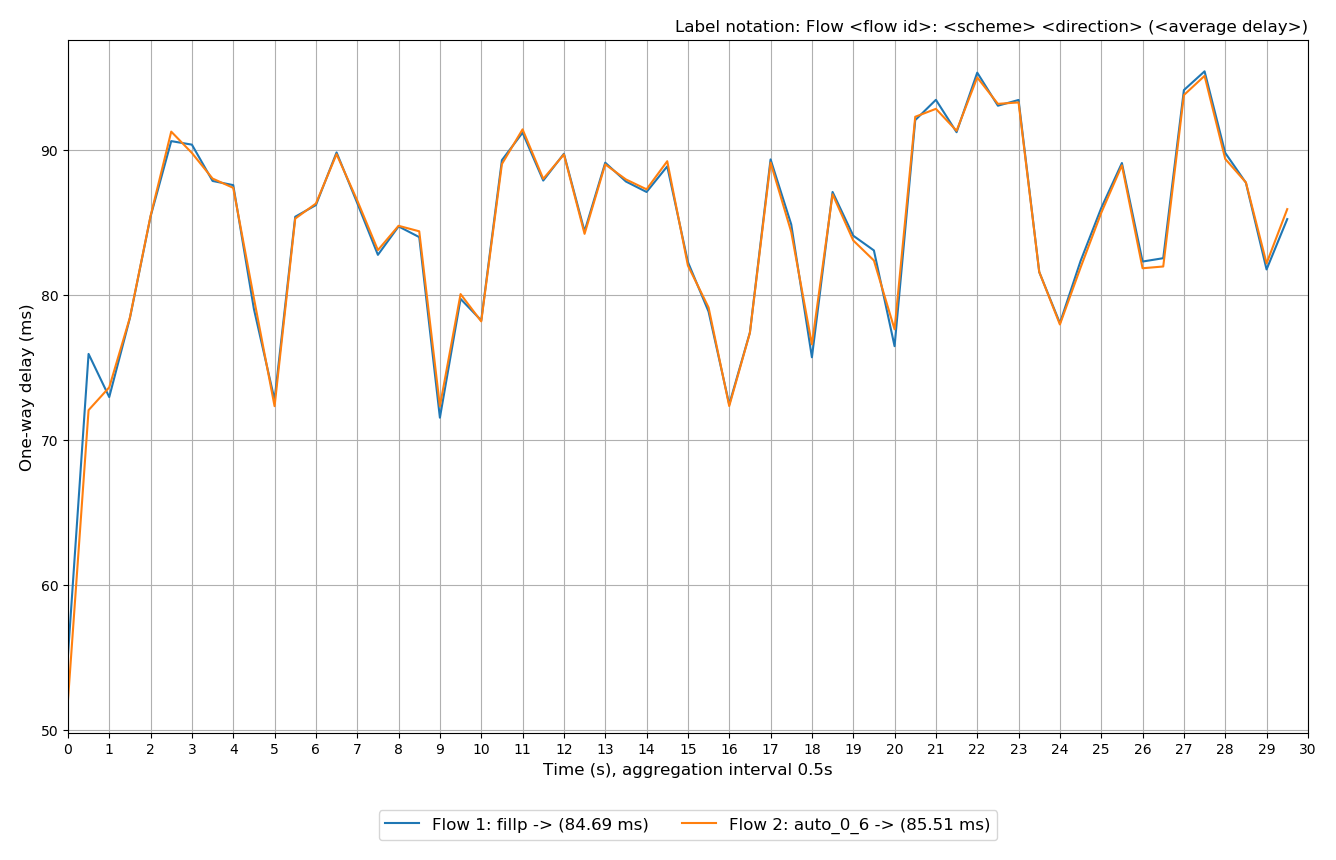 Label notation: Flow <flow id>: <scheme> <direction> (<average delay>)
90
80
70
60
50
One-way delay (ms)
0 1 2 3 4 5 6 7 8 9 10 11 12 13 14 15 16 17 18 19 20 21 22 23 24 25 26 27 28 29 30
Time (s), aggregation interval 0.5s
Flow 1: fillp -> (84.69 ms) Flow 2: auto_0_6 -> (85.51 ms)